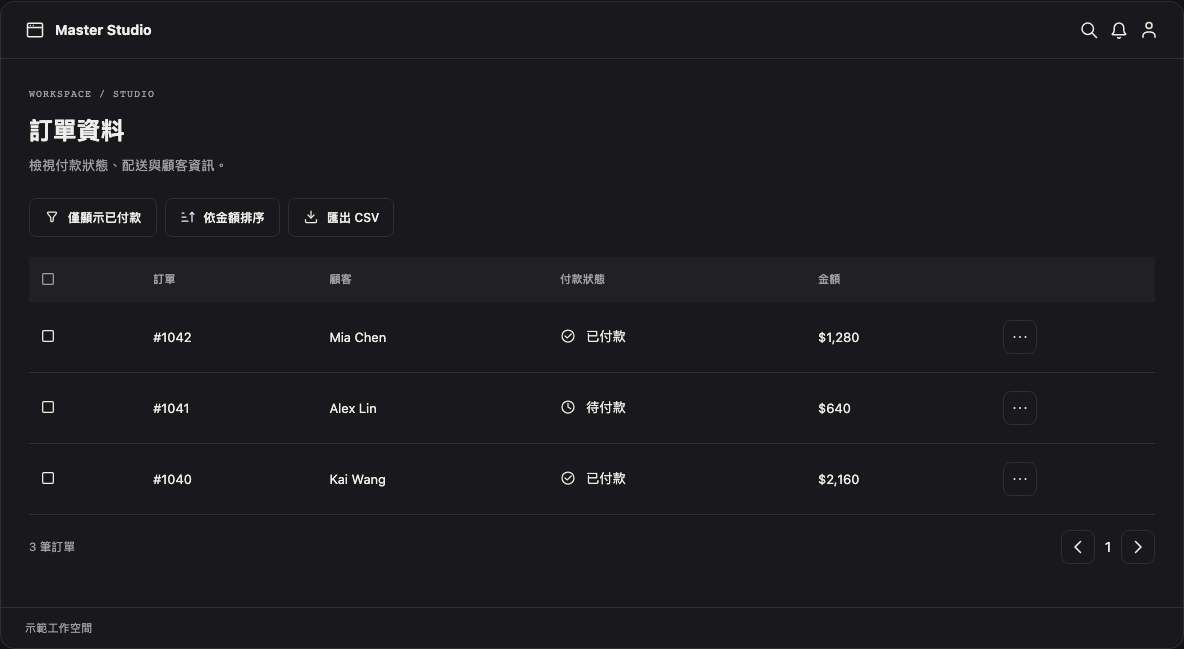 Master Studio
WORKSPACE / STUDIO
訂單資料
檢視付款狀態、配送與顧客資訊。
僅顯示已付款 依金額排序 匯出 CSV
訂單 顧客 付款狀態 金額
#1042 Mia Chen 已付款 $1,280 ...
#1041 Alex Lin 待付款 $640 ...
#1040 Kai Wang 已付款 $2,160 ...
3 筆訂單 1
示範工作空間